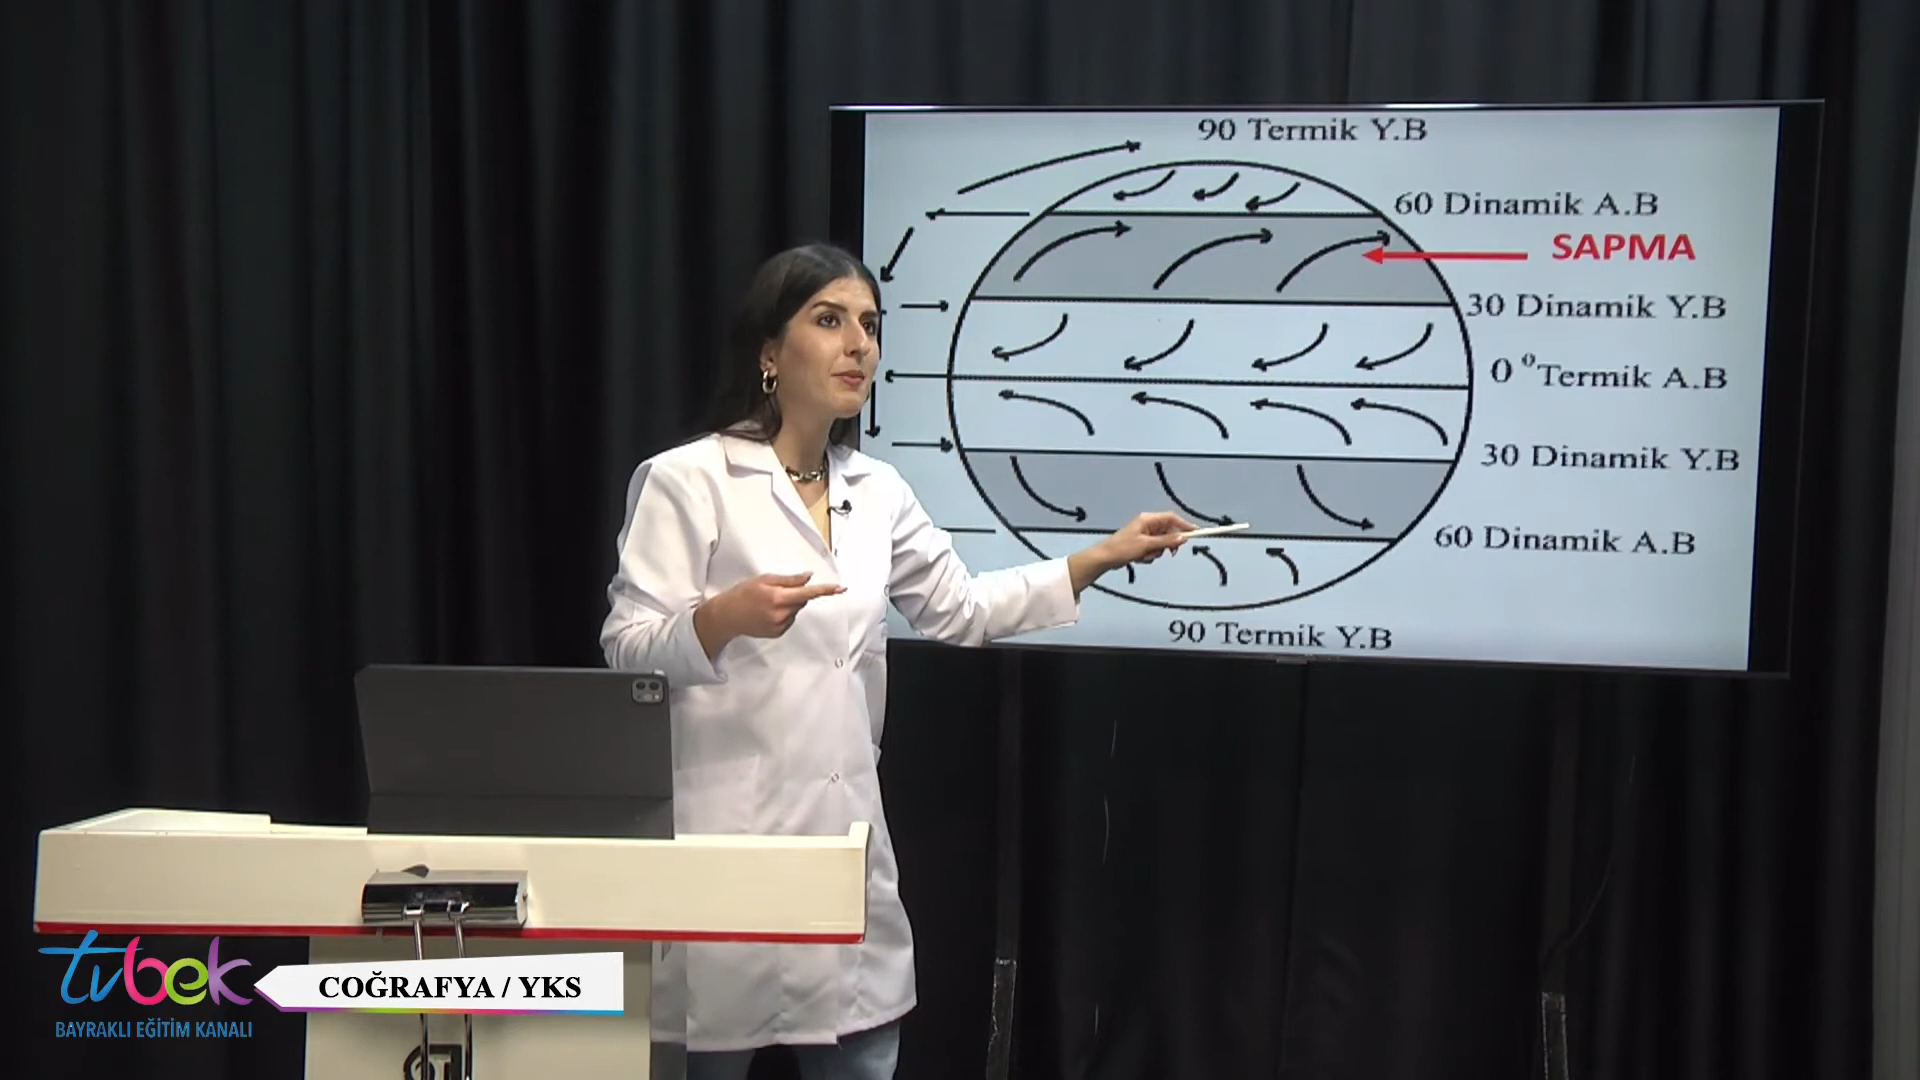 90 Termik Y.B
60 Dinamik A.B
SAPMA
30 Dinamik Y.B
0 º Termik A.B
30 Dinamik Y.B
60 Dinamik A.B
90 Termik Y.B
tvbek
BAYRAKLI EĞİTİM KANALI
COĞRAFYA / YKS